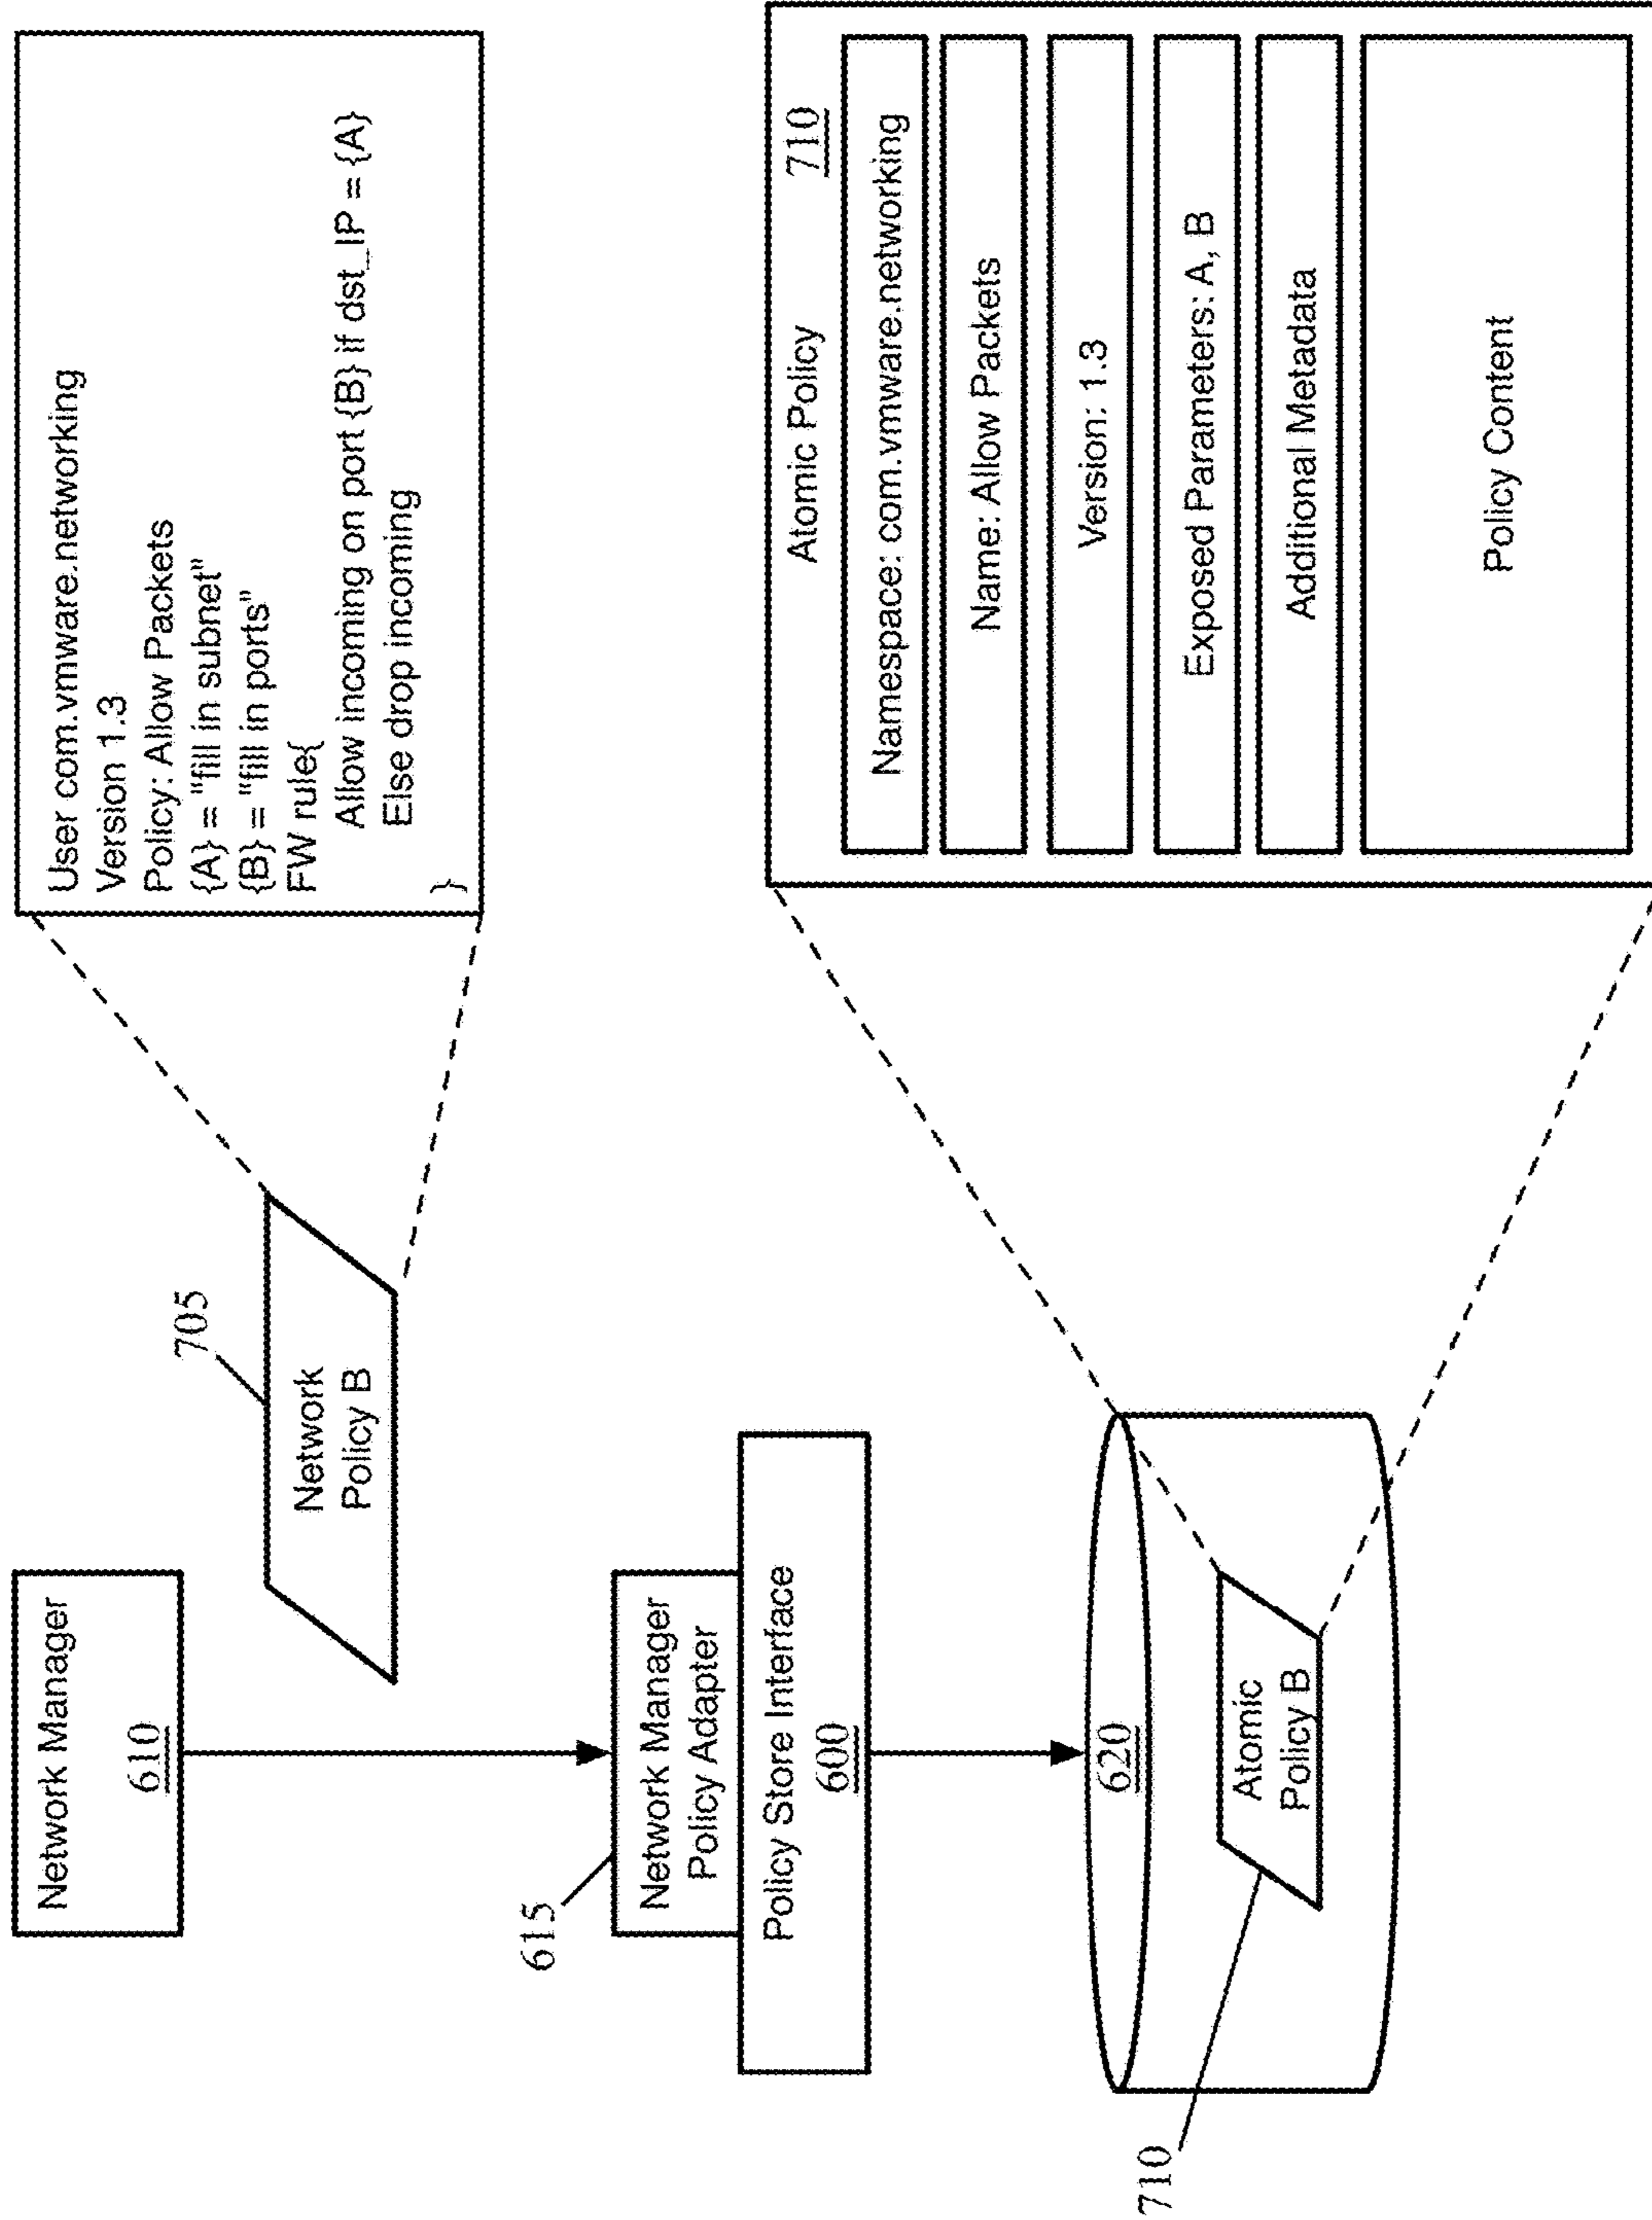 Network Manager
610
705
Network
Policy B
User com.vmware.networking
Version 1.3
Policy: Allow Packets
{A} = "fill in subnet"
{B} = "fill in ports"
FW rule{
Allow incoming on port {B} if dst_IP = {A}
Else drop incoming
}
615
Network Manager
Policy Adapter
Policy Store Interface
600
620
Atomic
Policy B
710
Atomic Policy 710
Namespace: com.vmware.networking
Name: Allow Packets
Version: 1.3
Exposed Parameters: A, B
Additional Metadata
Policy Content